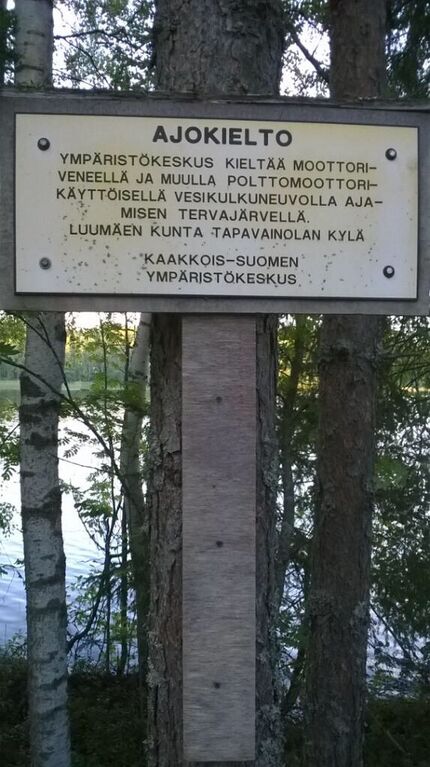 AJOKIELTO
YMPÄRISTÖKESKUS KIELTÄÄ MOOTTORI-
VENEELLÄ JA MUULLA POLTTOMOOTTORI-
KÄYTTÖISELLÄ VESIKULKUNEUVOLLA AJA-
MISEN TERVAJÄRVELLÄ.
LUUMÄEN KUNTA TAPAVAINOLAN KYLÄ
KAAKKOIS-SUOMEN
YMPÄRISTÖKESKUS